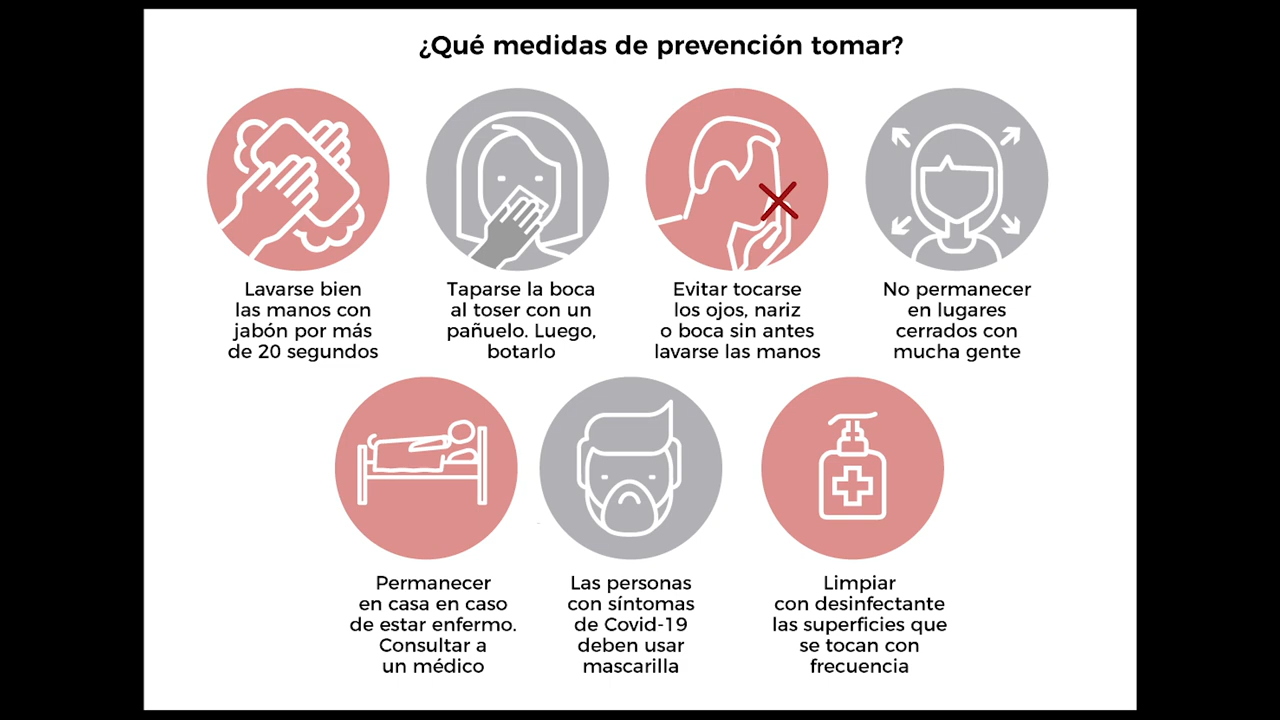 ¿Qué medidas de prevención tomar?
Lavarse bien
las manos con
jabón por más
de 20 segundos
Taparse la boca
al toser con un
pañuelo. Luego,
botarlo
Evitar tocarse
los ojos, nariz
o boca sin antes
lavarse las manos
No permanecer
en lugares
cerrados con
mucha gente
Permanecer
en casa en caso
de estar enfermo.
Consultar a
un médico
Las personas
con síntomas
de Covid-19
deben usar
mascarilla
Limpiar
con desinfectante
las superficies que
se tocan con
frecuencia